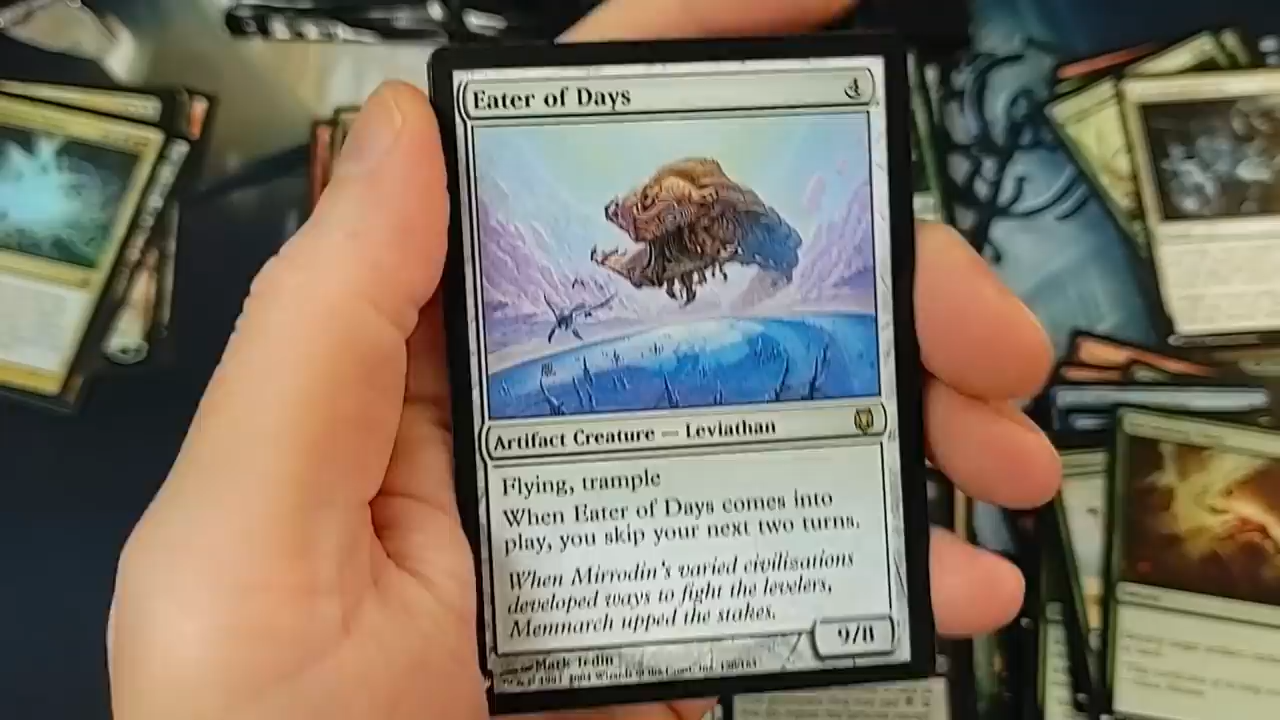 Eater of Days
4
Artifact Creature — Leviathan
Flying, trample
When Eater of Days comes into
play, you skip your next two turns.
When Mirrodin's varied civilizations
developed ways to fight the levelers,
Memnarch upped the stakes.
9/8
Mark Tedin